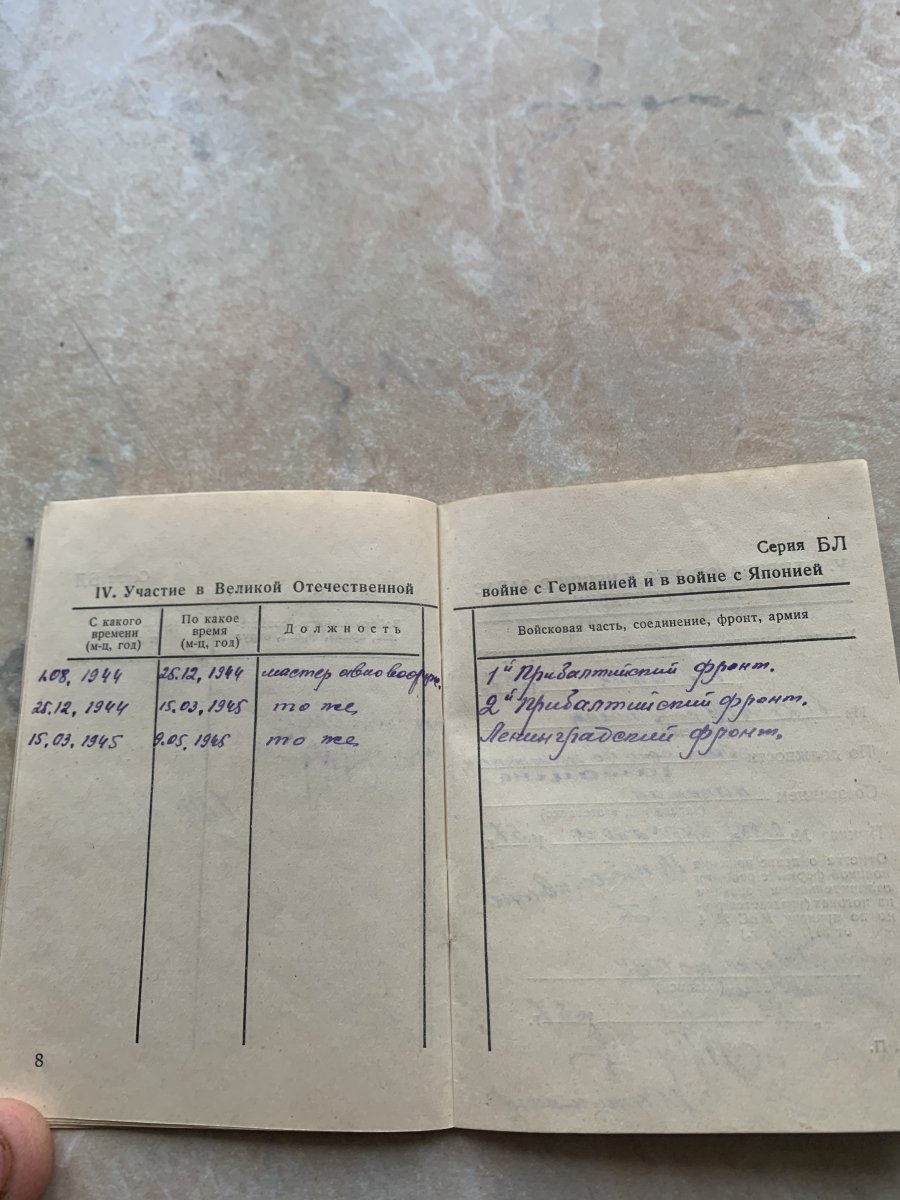 Серия БЛ
IV. Участие в Великой Отечественной войне с Германией и в войне с Японией
С какого времени (м-ц, год) По какое время (м-ц, год) Должность Войсковая часть, соединение, фронт, армия
1.08, 1944 25.12, 1944 мастер авиавооруж. 1й Прибалтийский фронт.
25.12, 1944 15.03, 1945 то же, 2й Прибалтийский фронт.
15.03, 1945 9.05, 1945 то же, Ленинградский фронт.
8